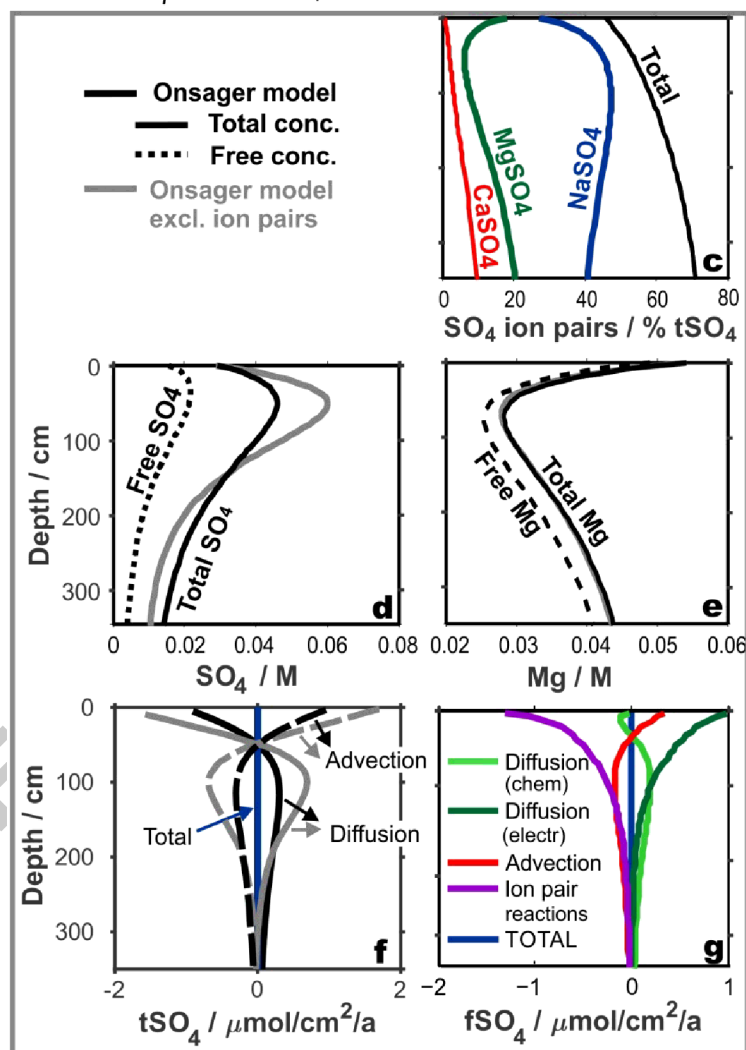 Onsager model
Total conc.
Free conc.
Onsager model
excl. ion pairs
Total
MgSO4
NaSO4
CaSO4
c
0 20 40 60 80
SO4 ion pairs / % tSO4
0
100
200
300
Depth / cm
Free SO4
Total SO4
d
0 0.02 0.04 0.06 0.08
SO4 / M
Free Mg
Total Mg
e
0.02 0.03 0.04 0.05 0.06
Mg / M
0
100
200
300
Depth / cm
Advection
Total
Diffusion
f
-2 0 2
tSO4 / μmol/cm2/a
Diffusion
(chem)
Diffusion
(electr)
Advection
Ion pair
reactions
TOTAL
g
−2 −1 0 1
fSO4 / μmol/cm2/a